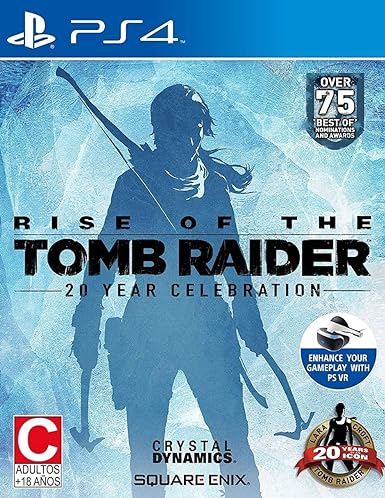 PS4
OVER
75
BEST OF
NOMINATIONS
AND AWARDS
RISE OF THE
TOMB RAIDER
20 YEAR CELEBRATION
ENHANCE YOUR
GAMEPLAY WITH
PS VR
C
ADULTOS
+18 AÑOS
CRYSTAL
DYNAMICS®
SQUARE ENIX®
LARA CROFT
20 YEARS
ICON
TOMB RAIDER